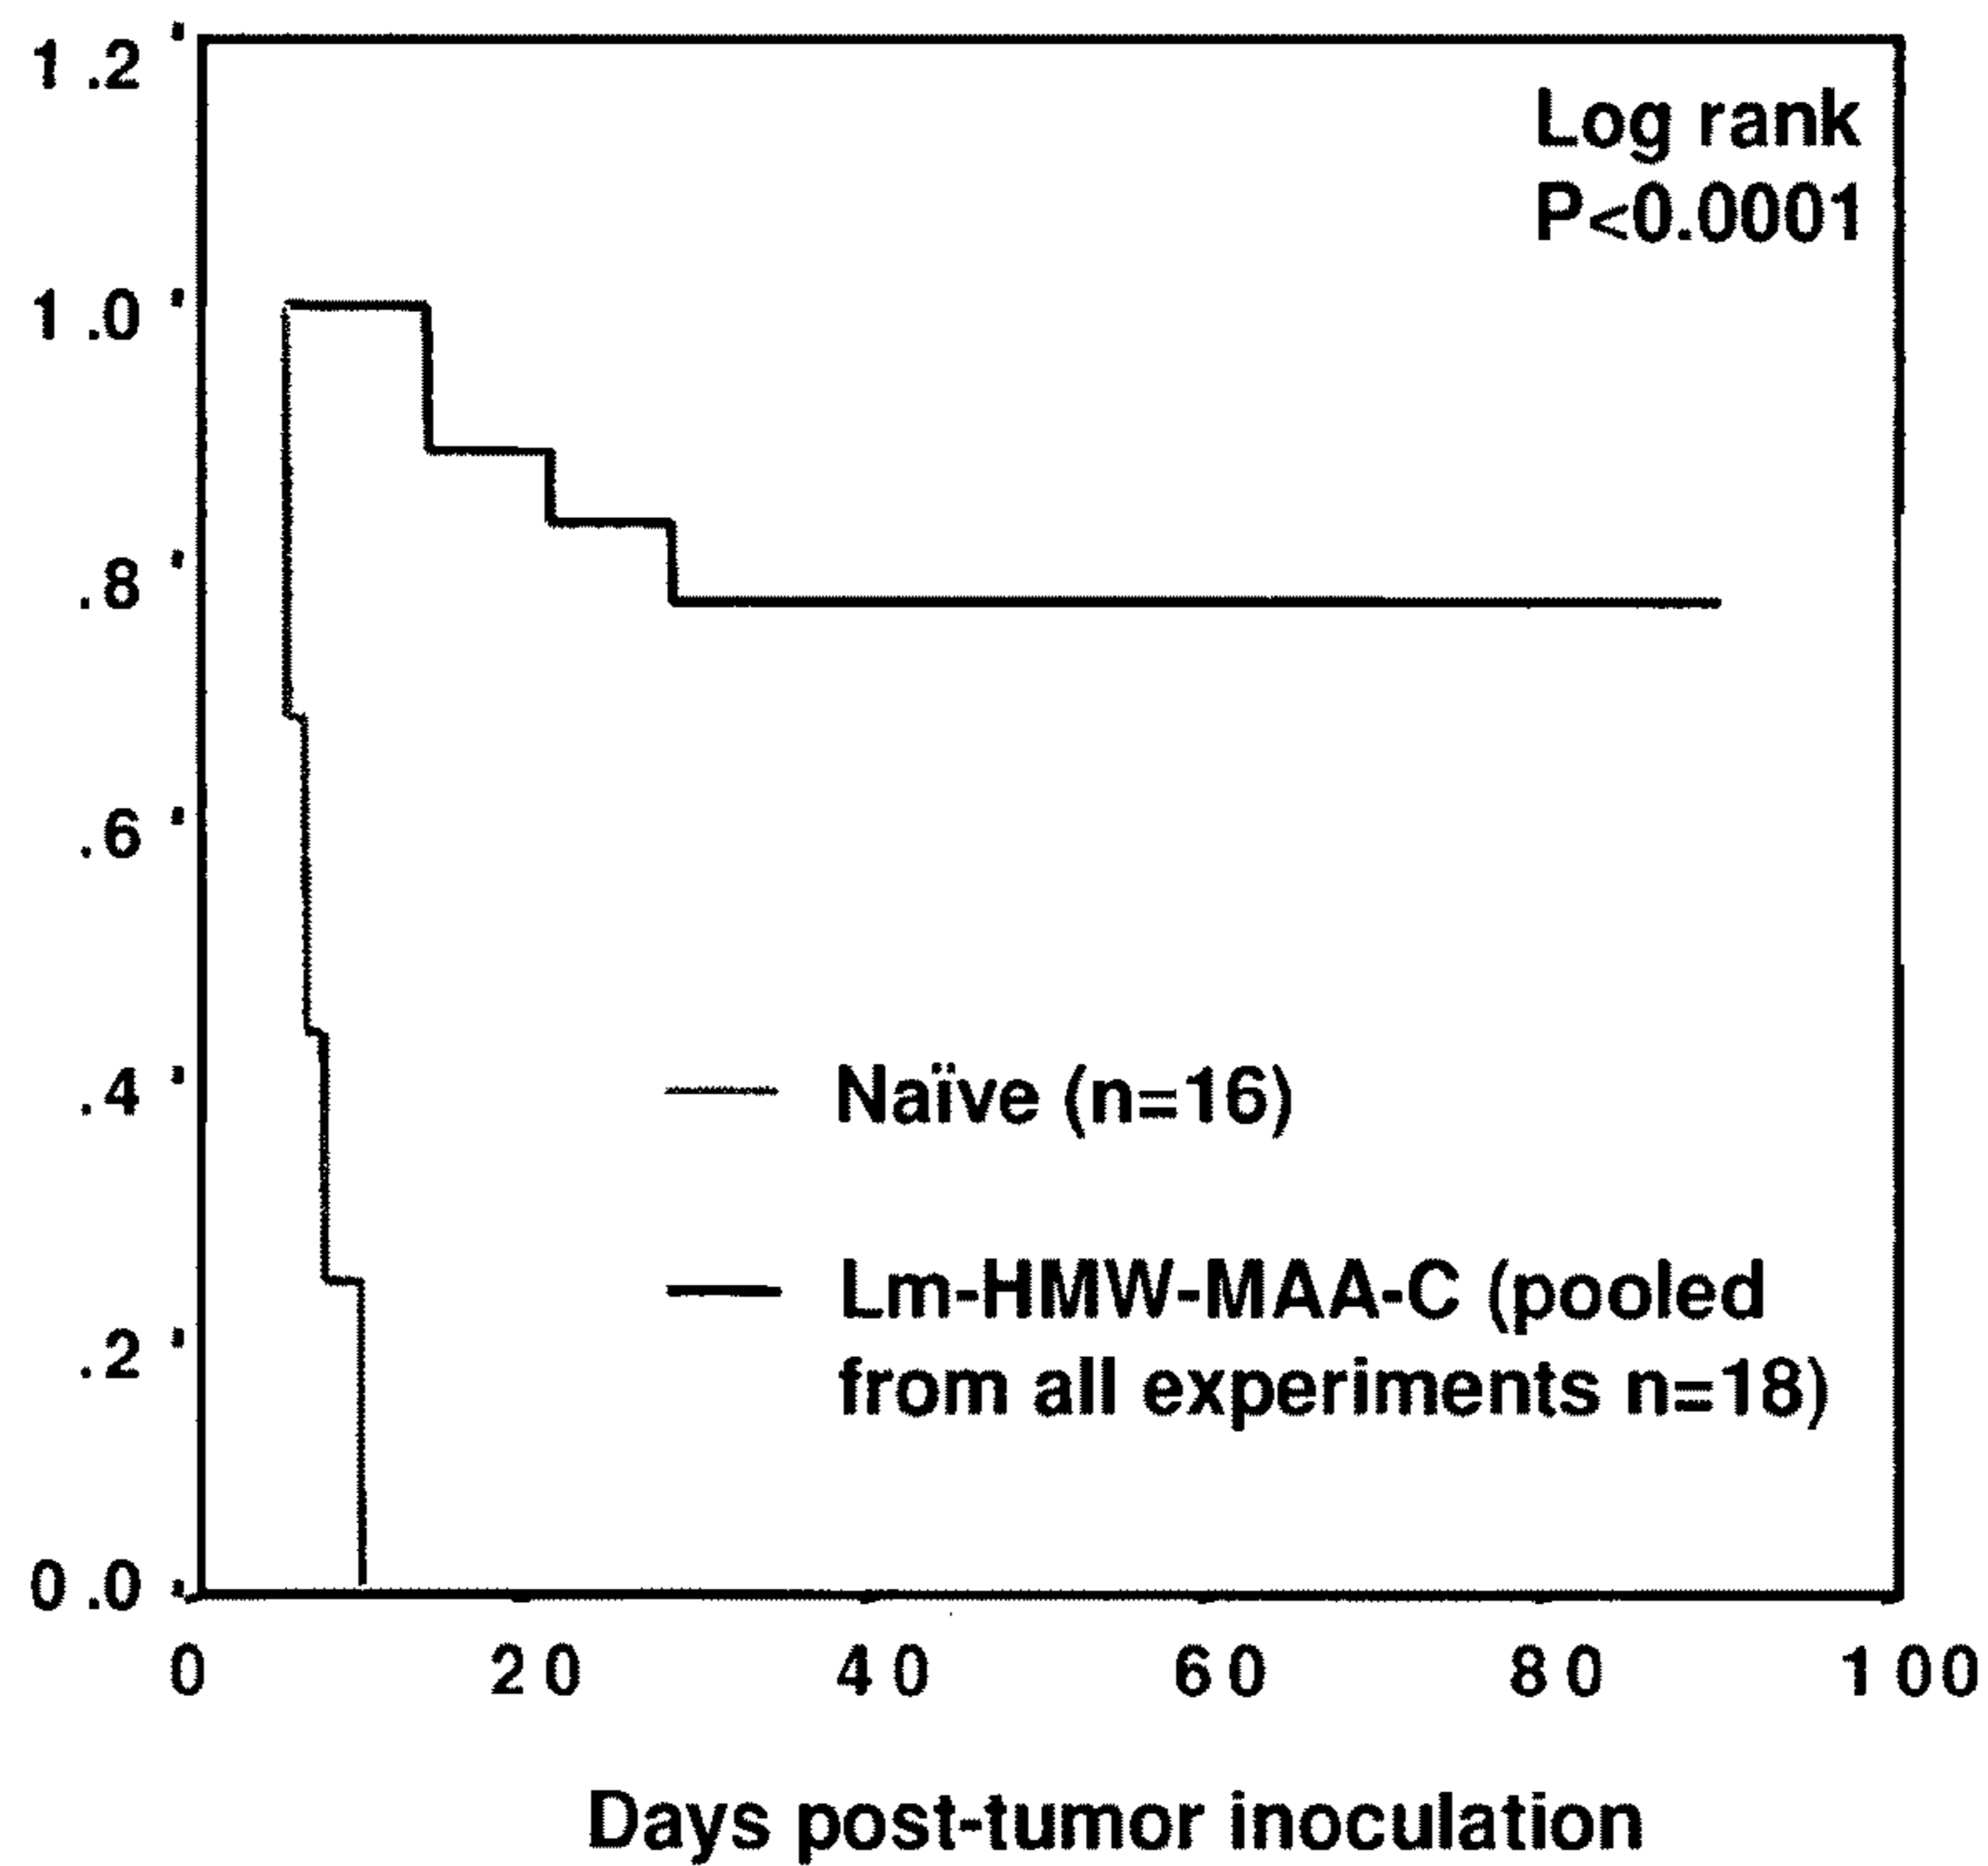 1.2
Log rank
P<0.0001
1.0
.8
.6
.4
Naïve (n=16)
.2
Lm-HMW-MAA-C (pooled
from all experiments n=18)
0.0
0 20 40 60 80 100
Days post-tumor inoculation